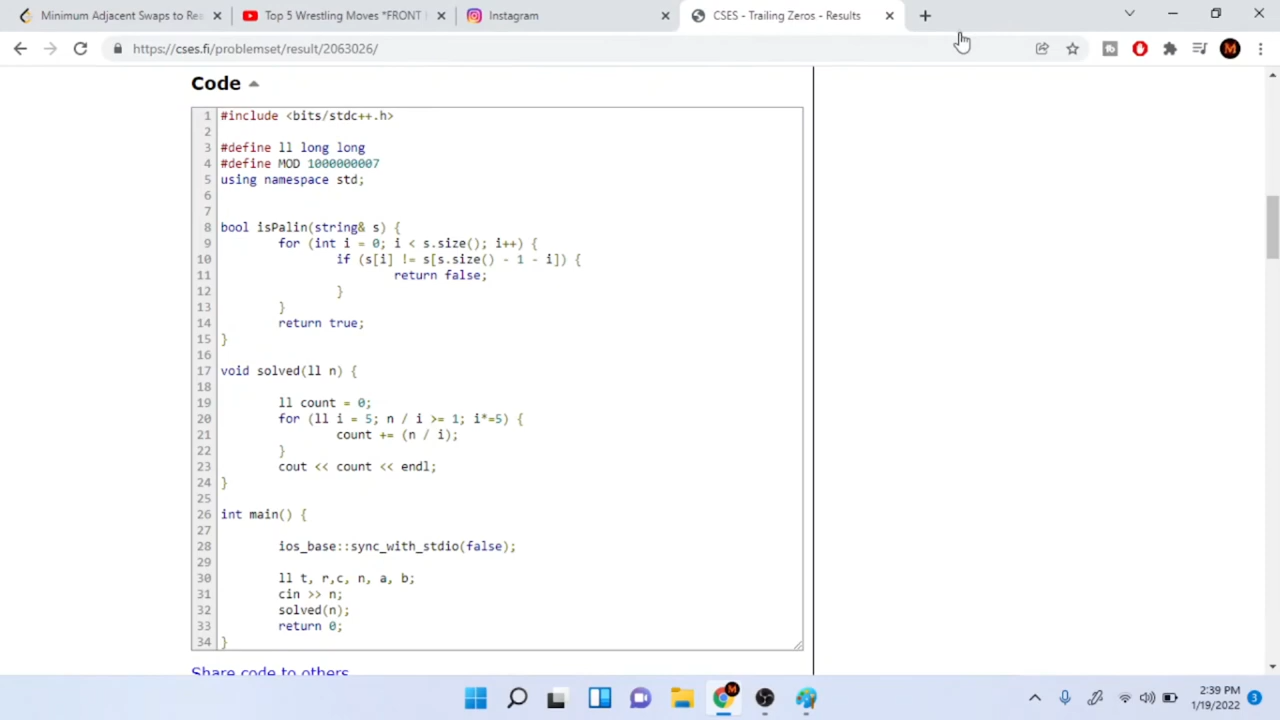 Minimum Adjacent Swaps to Rea
Top 5 Wrestling Moves *FRONT I
Instagram
CSES - Trailing Zeros - Results
https://cses.fi/problemset/result/2063026/
M
Code
1 #include <bits/stdc++.h>
2
3 #define ll long long
4 #define MOD 1000000007
5 using namespace std;
6
7
8 bool isPalin(string& s) {
9 for (int i = 0; i < s.size(); i++) {
10 if (s[i] != s[s.size() - 1 - i]) {
11 return false;
12 }
13 }
14 return true;
15 }
16
17 void solved(ll n) {
18
19 ll count = 0;
20 for (ll i = 5; n / i >= 1; i*=5) {
21 count += (n / i);
22 }
23 cout << count << endl;
24 }
25
26 int main() {
27
28 ios_base::sync_with_stdio(false);
29
30 ll t, r,c, n, a, b;
31 cin >> n;
32 solved(n);
33 return 0;
34 }
Share code to others
M
2:39 PM
1/19/2022
3